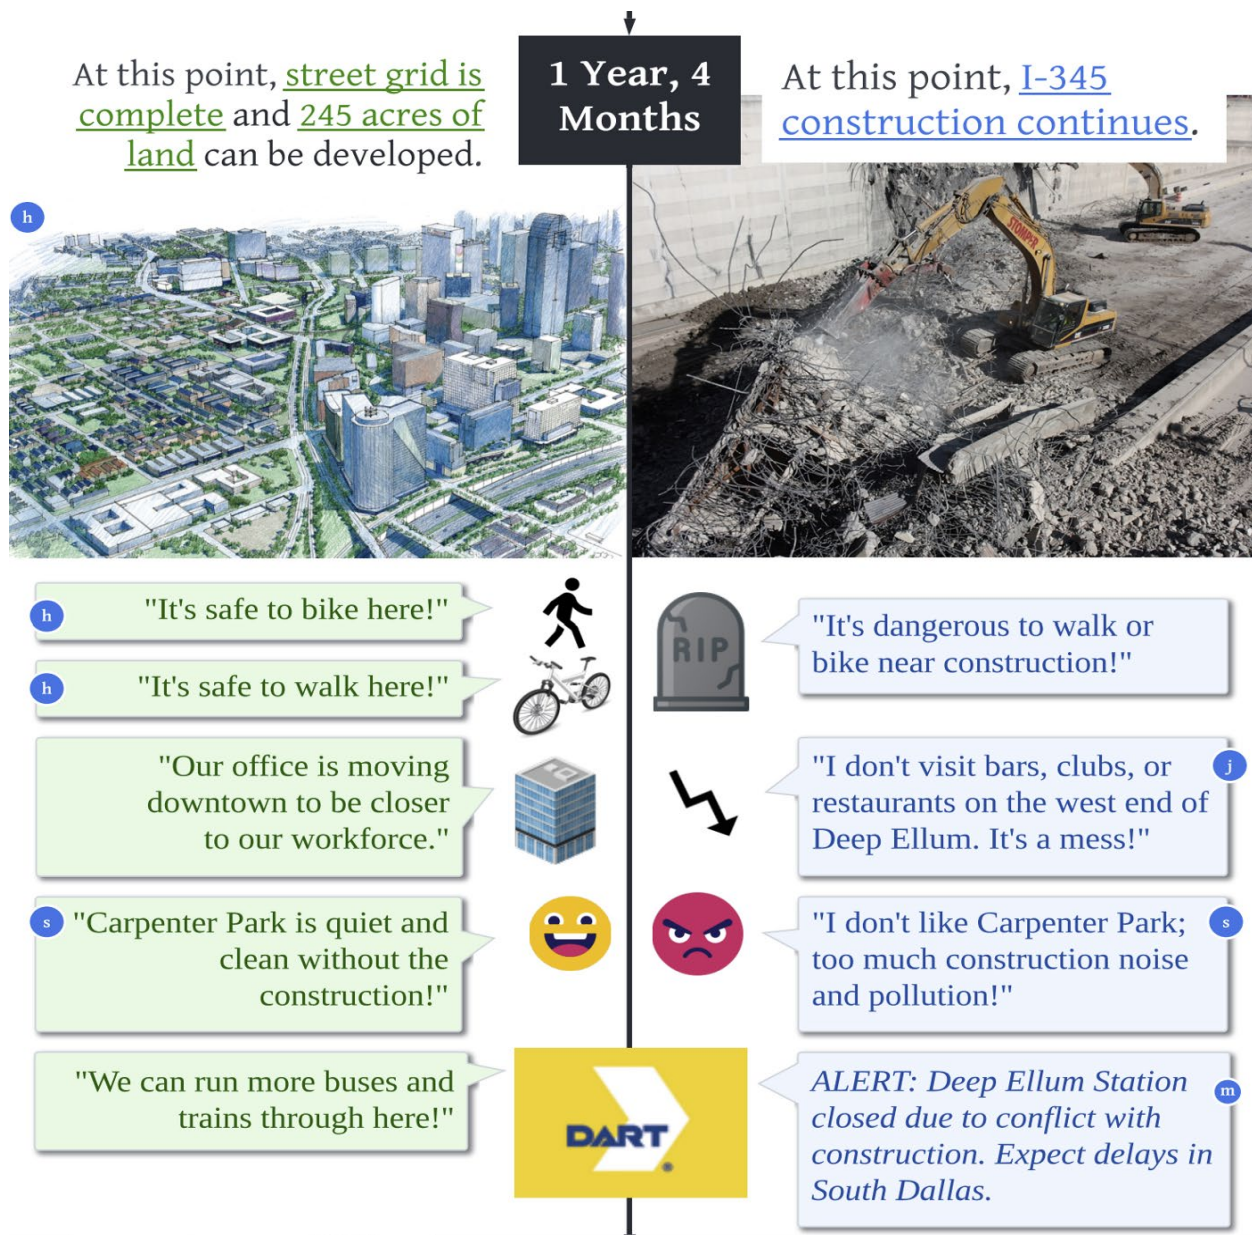 At this point, street grid is
complete and 245 acres of
land can be developed.
1 Year, 4
Months
At this point, I-345
construction continues.
h
STOMPER
h
"It's safe to bike here!"
h
"It's safe to walk here!"
RIP
"It's dangerous to walk or
bike near construction!"
"Our office is moving
downtown to be closer
to our workforce."
"I don't visit bars, clubs, or
restaurants on the west end of
Deep Ellum. It's a mess!"
j
s
"Carpenter Park is quiet and
clean without the
construction!"
"I don't like Carpenter Park;
too much construction noise
and pollution!"
s
"We can run more buses and
trains through here!"
DART®
ALERT: Deep Ellum Station
closed due to conflict with
construction. Expect delays in
South Dallas.
m